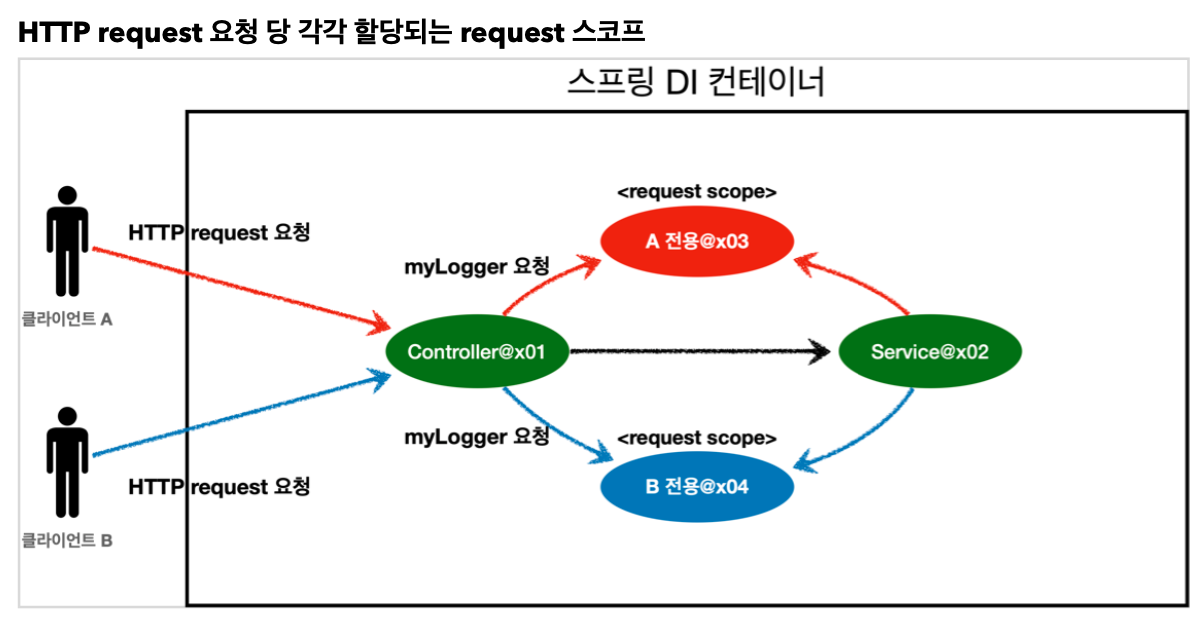 HTTP request 요청 당 각각 할당되는 request 스코프
스프링 DI 컨테이너
<request scope>
A 전용@x03
HTTP request 요청
myLogger 요청
클라이언트 A
Controller@x01
Service@x02
myLogger 요청
<request scope>
B 전용@x04
HTTP request 요청
클라이언트 B